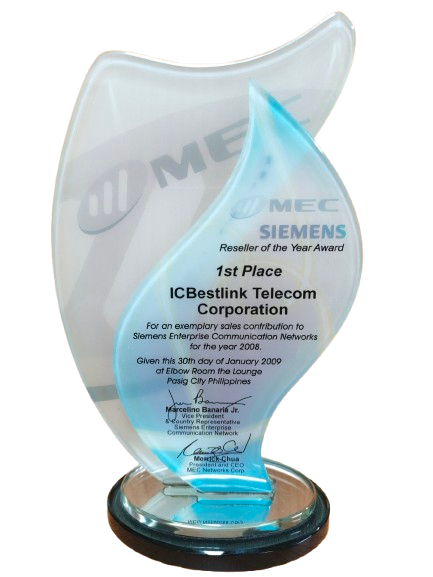 MEC
MEC
SIEMENS
Reseller of the Year Award
1st Place
ICBestlink Telecom
Corporation
For an exemplary sales contribution to
Siemens Enterprise Communication Networks
for the year 2008.
Given this 30th day of January 2009
at Elbow Room the Lounge
Pasig City Philippines
Marcelino Banaria Jr.
Vice President
& Country Representative
Siemens Enterprise
Communication Network
Chua
President and CEO
MEC Networks Corp.